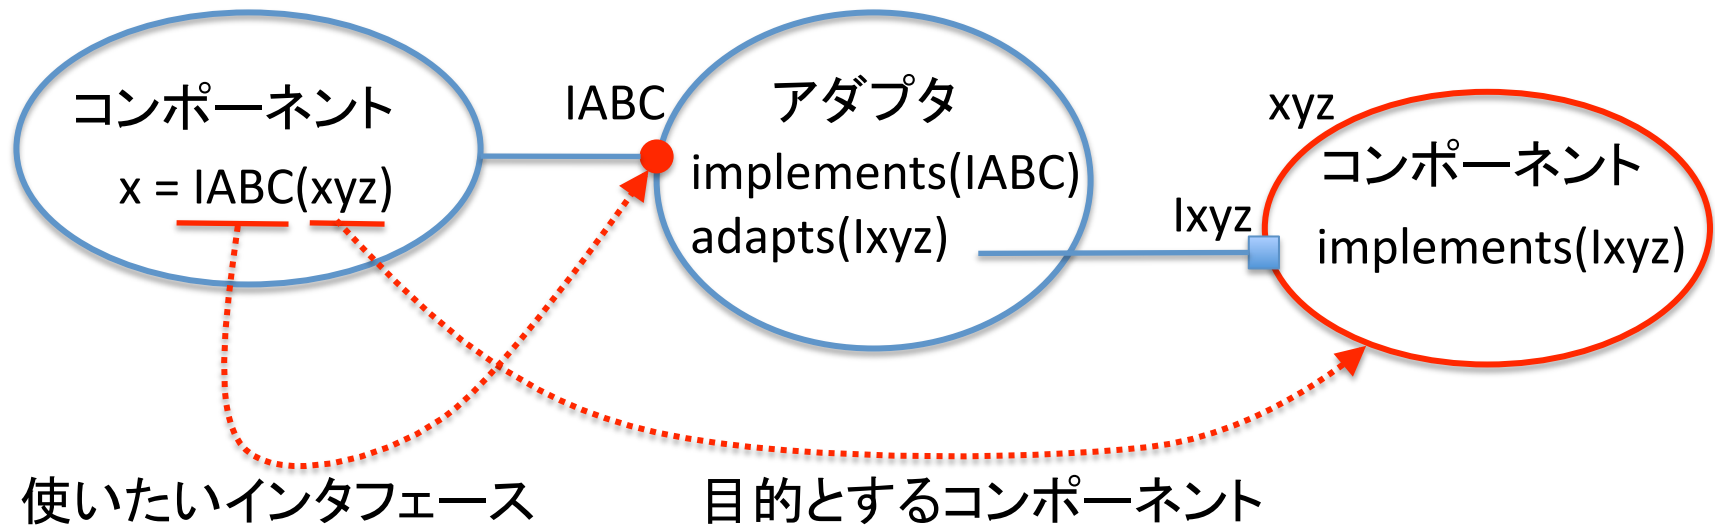 コンポーネント
x = IABC(xyz)
IABC
アダプタ
implements(IABC)
adapts(Ixyz)
Ixyz
xyz
コンポーネント
implements(Ixyz)
使いたいインタフェース
目的とするコンポーネント